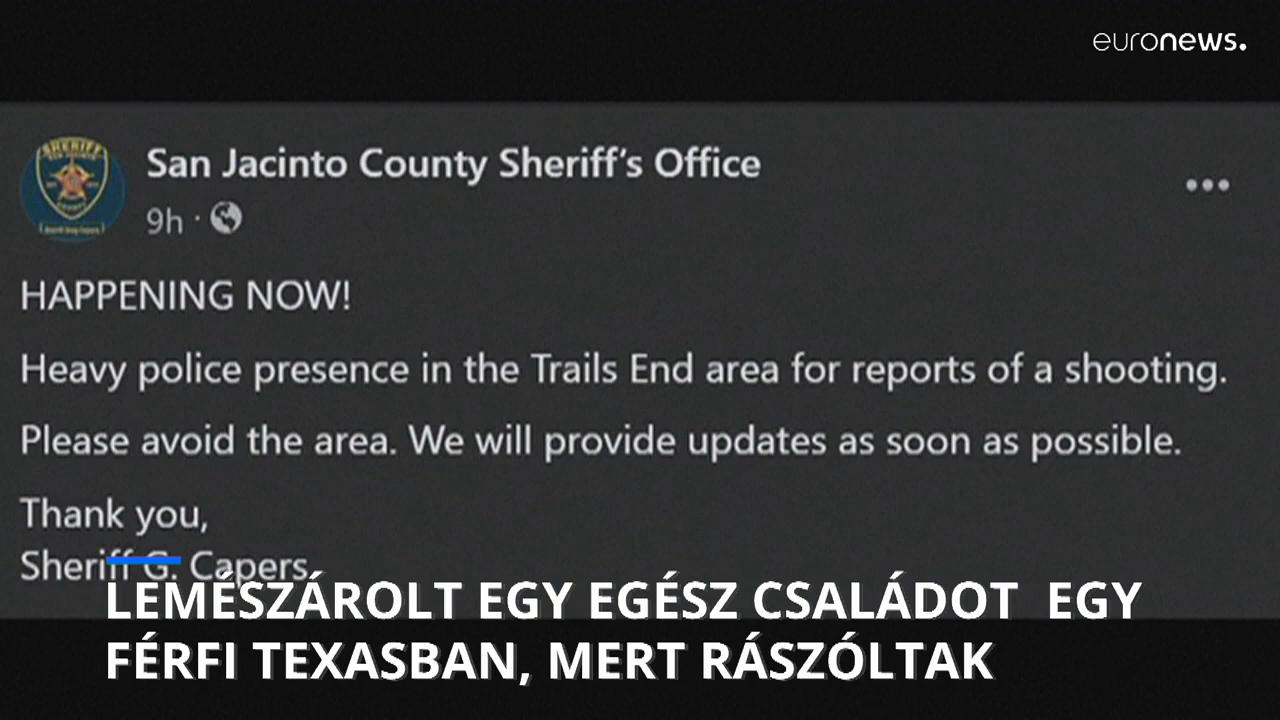 euronews.
SHERIFF
San Jacinto County Sheriff's Office
9h ·
HAPPENING NOW!
Heavy police presence in the Trails End area for reports of a shooting.
Please avoid the area. We will provide updates as soon as possible.
Thank you,
Sheriff G. Capers
LEMÉSZÁROLT EGY EGÉSZ CSALÁDOT EGY
FÉRFI TEXASBAN, MERT RÁSZÓLTAK